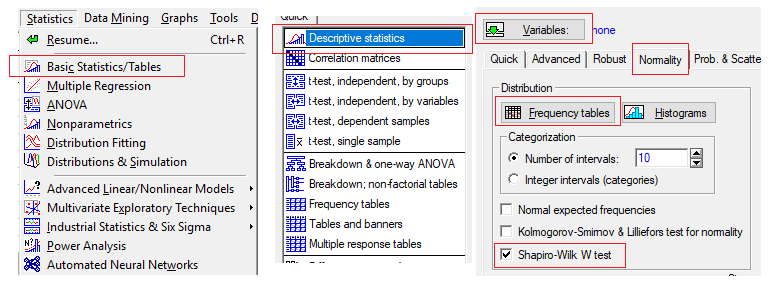 Statistics Data Mining Graphs Tools D
Resume... Ctrl+R
Basic Statistics/Tables
Multiple Regression
ANOVA
Nonparametrics
Distribution Fitting
Distributions & Simulation
Advanced Linear/Nonlinear Models
Multivariate Exploratory Techniques
Industrial Statistics & Six Sigma
Power Analysis
Automated Neural Networks
Quick
Descriptive statistics
Correlation matrices
t-test, independent, by groups
t-test, independent, by variables
t-test, dependent samples
t-test, single sample
Breakdown & one-way ANOVA
Breakdown; non-factorial tables
Frequency tables
Tables and banners
Multiple response tables
Variables: none
Quick Advanced Robust Normality Prob. & Scatte
Distribution
Frequency tables Histograms
Categorization
Number of intervals: 10
Integer intervals (categories)
Normal expected frequencies
Kolmogorov-Smirnov & Lilliefors test for normality
Shapiro-Wilk W test